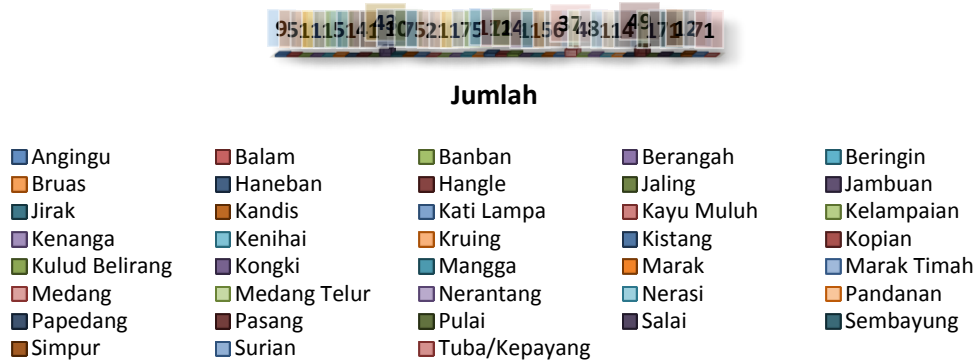 Jumlah
Angingu Balam Banban Berangah Beringin
Bruas Haneban Hangle Jaling Jambuan
Jirak Kandis Kati Lampa Kayu Muluh Kelampaian
Kenanga Kenihai Kruing Kistang Kopian
Kulud Belirang Kongki Mangga Marak Marak Timah
Medang Medang Telur Nerantang Nerasi Pandanan
Papedang Pasang Pulai Salai Sembayung
Simpur Surian Tuba/Kepayang